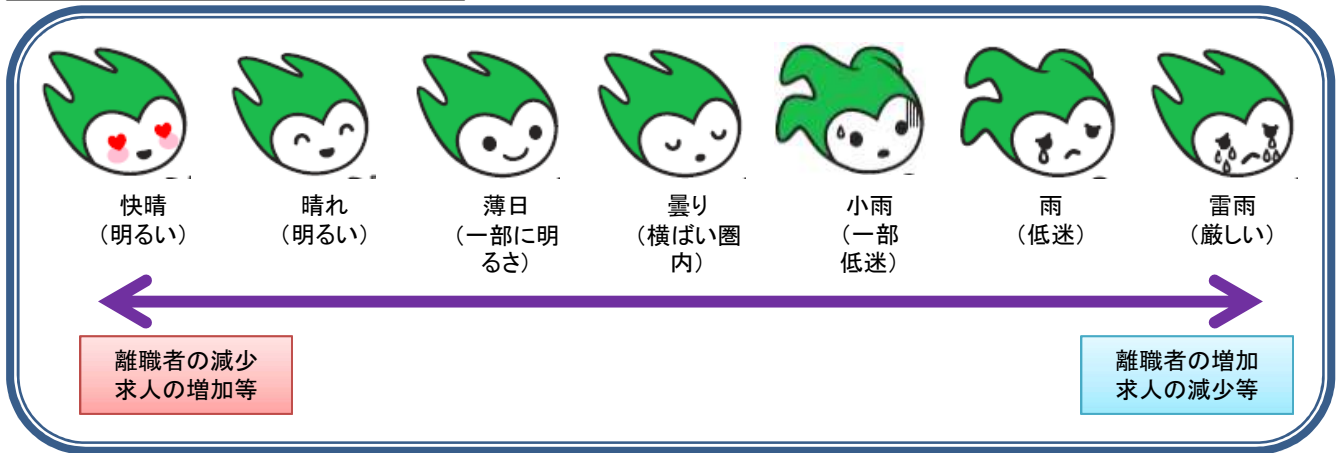 快晴
(明るい)
晴れ
(明るい)
薄日
(一部に明
るさ)
曇り
(横ばい圏
内)
小雨
(一部
低迷)
雨
(低迷)
雷雨
(厳しい)
離職者の減少
求人の増加等
離職者の増加
求人の減少等